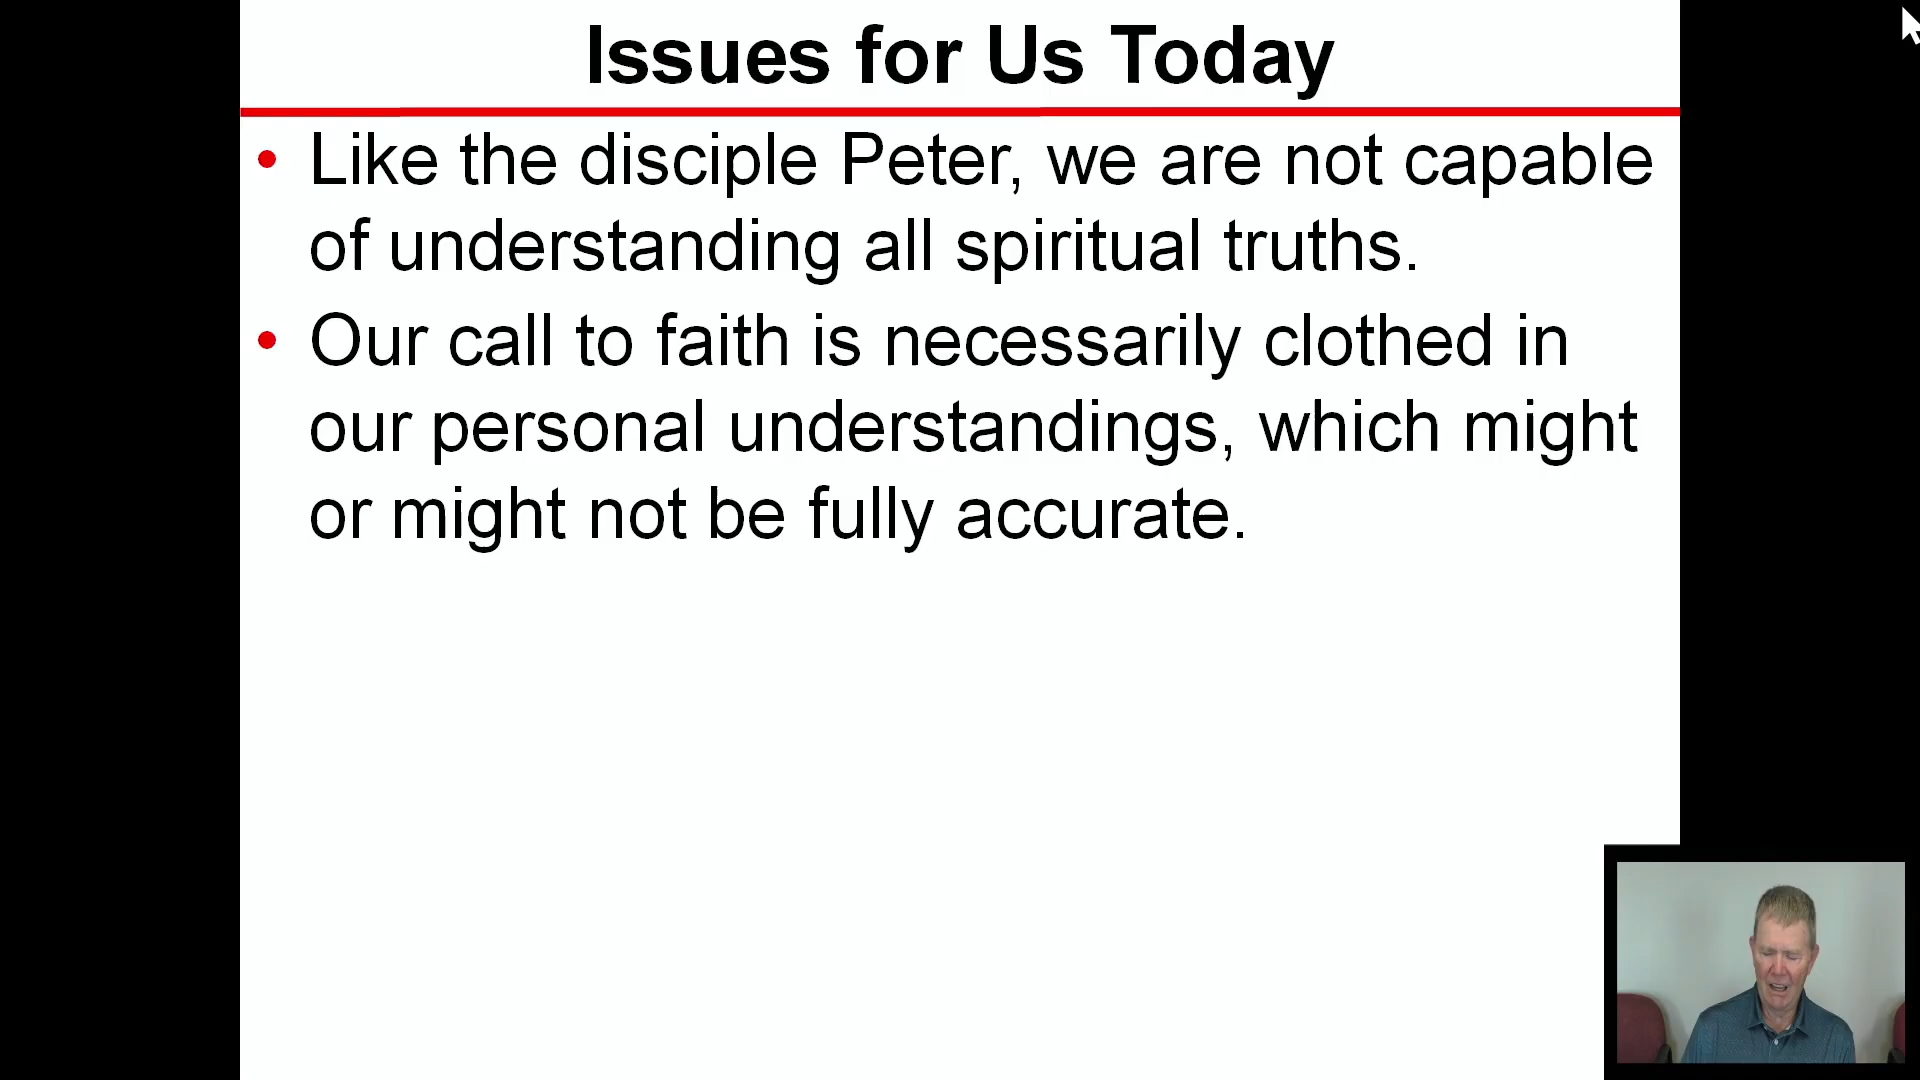 Issues for Us Today
• Like the disciple Peter, we are not capable
of understanding all spiritual truths.
• Our call to faith is necessarily clothed in
our personal understandings, which might
or might not be fully accurate.